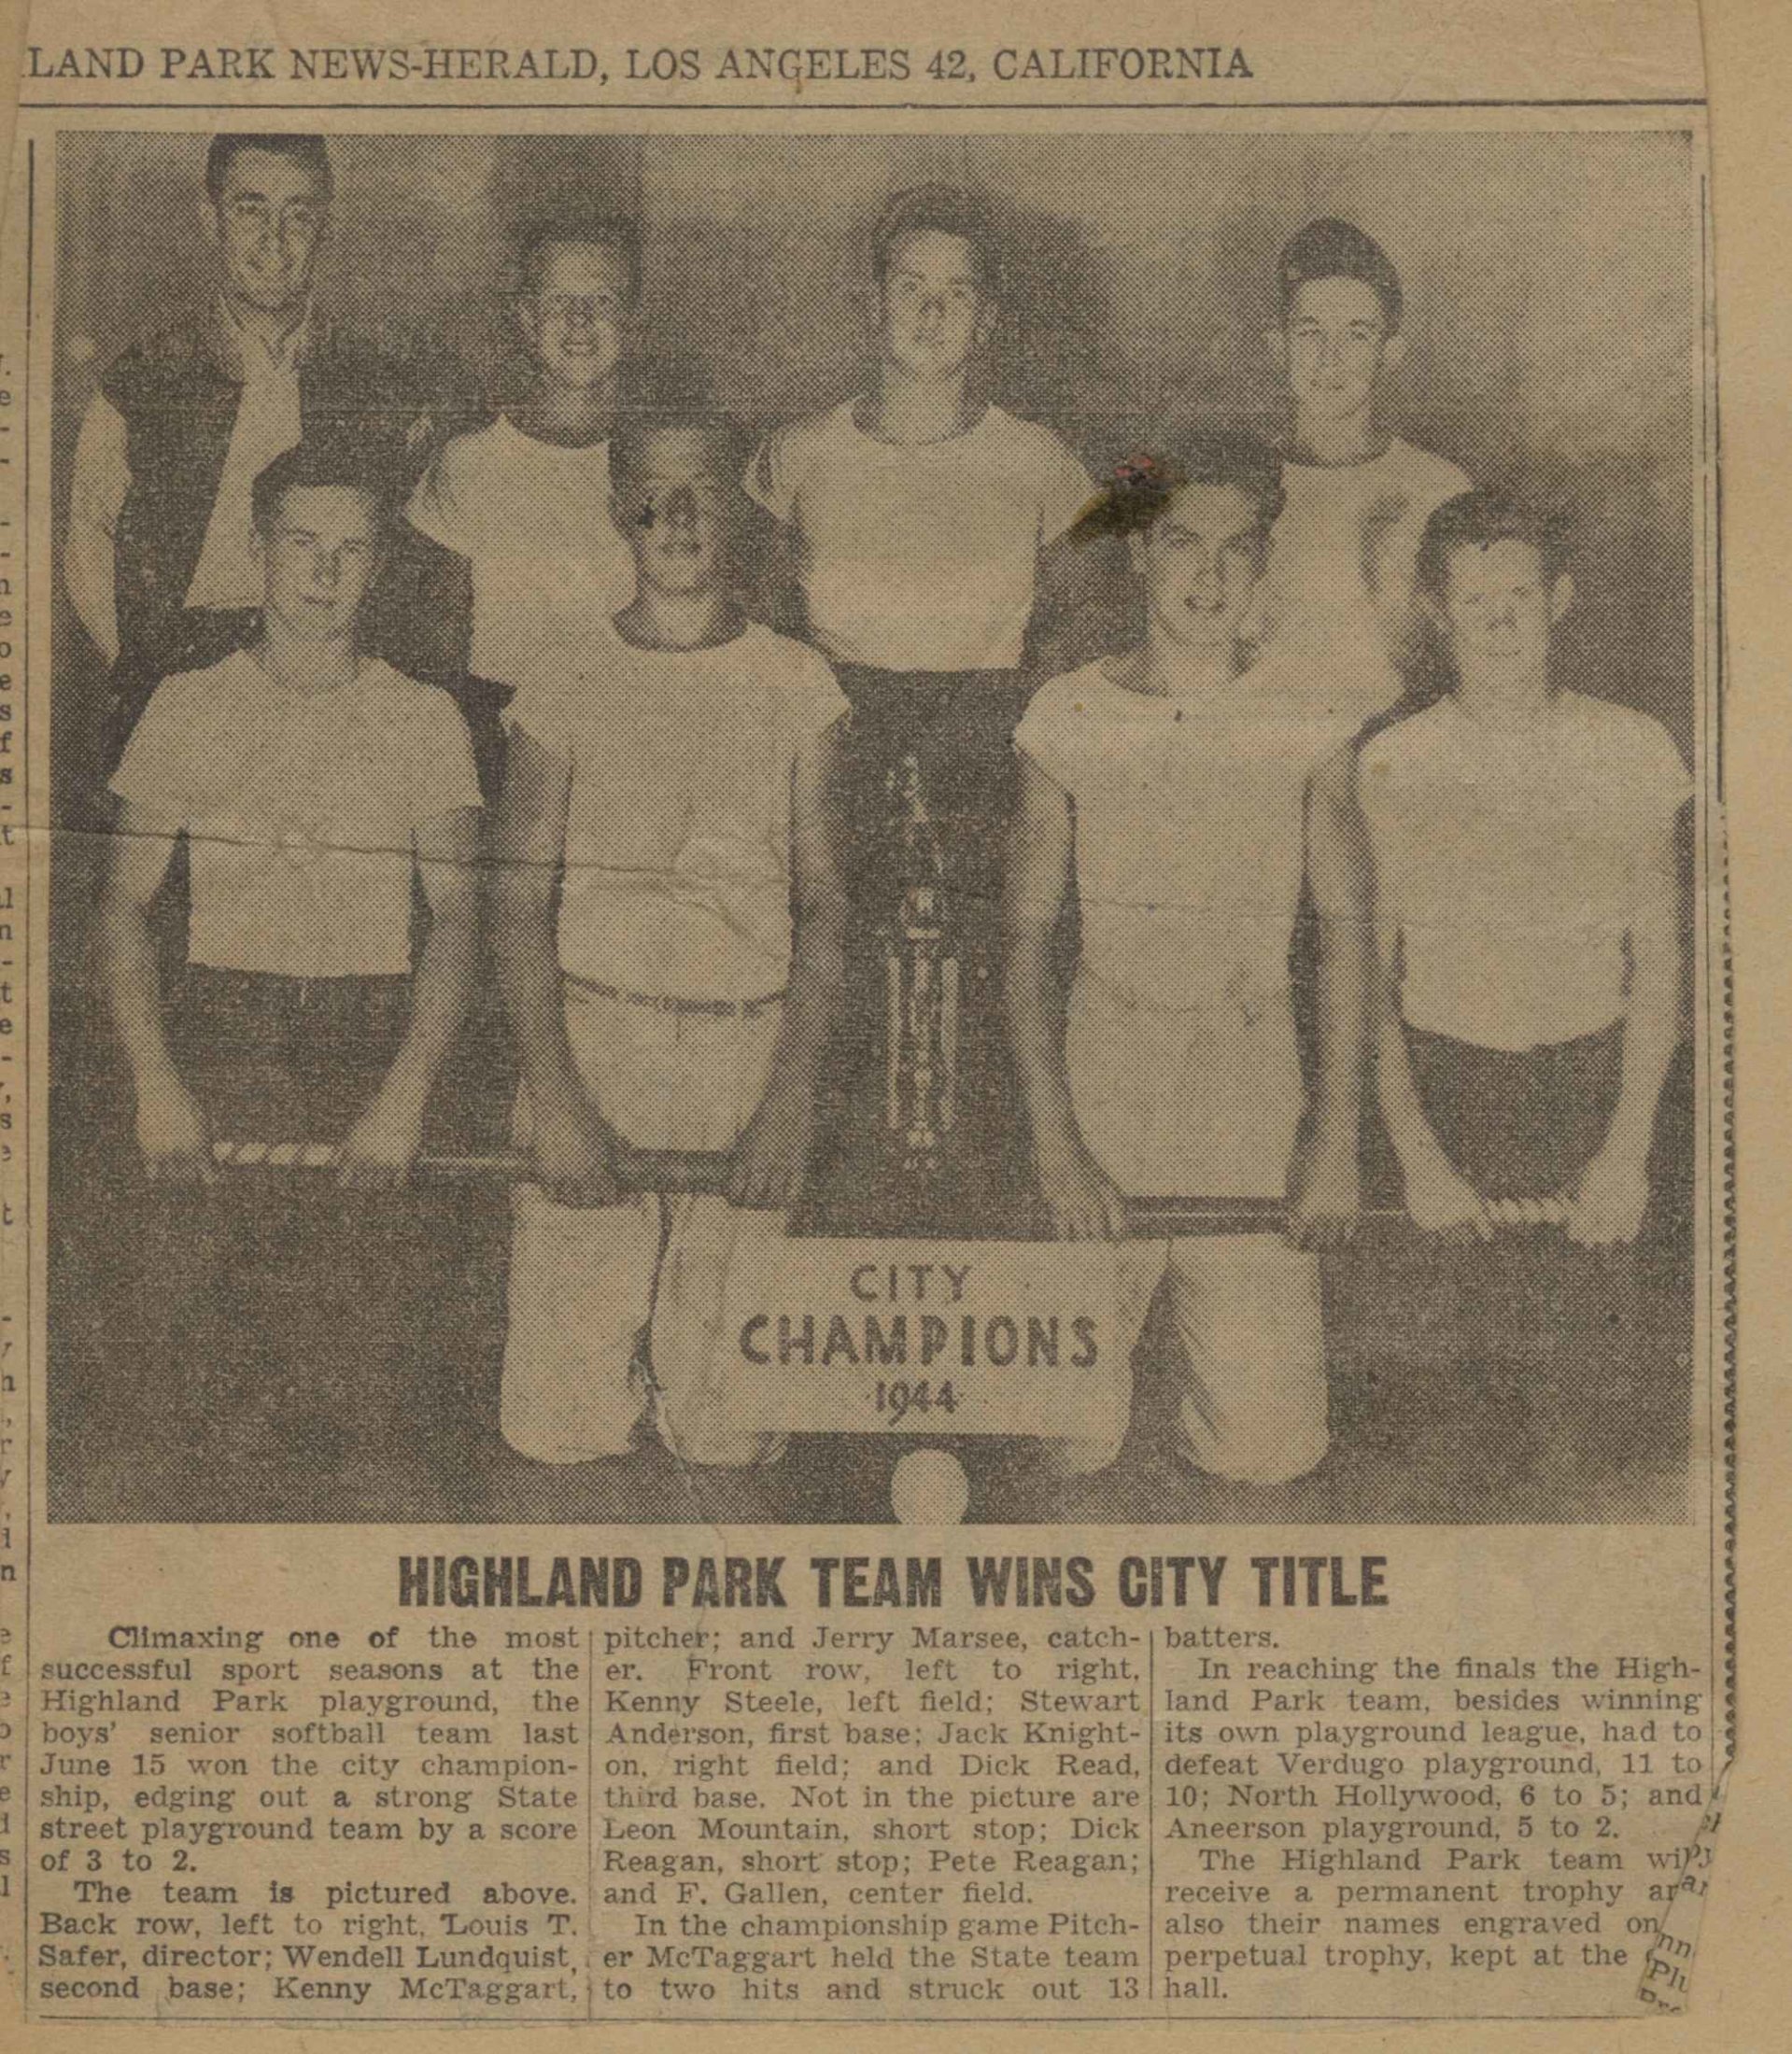 LAND PARK NEWS-HERALD, LOS ANGELES 42, CALIFORNIA
CITY
CHAMPIONS
1944
HIGHLAND PARK TEAM WINS CITY TITLE
Climaxing one of the most
successful sport seasons at the
Highland Park playground, the
boys' senior softball team last
June 15 won the city champion-
ship, edging out a strong State
street playground team by a score
of 3 to 2.
The team is pictured above.
Back row, left to right, Louis T.
Safer, director; Wendell Lundquist,
second base; Kenny McTaggart,
pitcher; and Jerry Marsee, catch-
er. Front row, left to right,
Kenny Steele, left field; Stewart
Anderson, first base; Jack Knight-
on, right field; and Dick Read,
third base. Not in the picture are
Leon Mountain, short stop; Dick
Reagan, short stop; Pete Reagan;
and F. Gallen, center field.
In the championship game Pitch-
er McTaggart held the State team
to two hits and struck out 13
batters.
In reaching the finals the High-
land Park team, besides winning
its own playground league, had to
defeat Verdugo playground, 11 to
10; North Hollywood, 6 to 5; and
Aneerson playground, 5 to 2.
The Highland Park team
receive a permanent trophy
also their names engraved on
perpetual trophy, kept at the
hall.